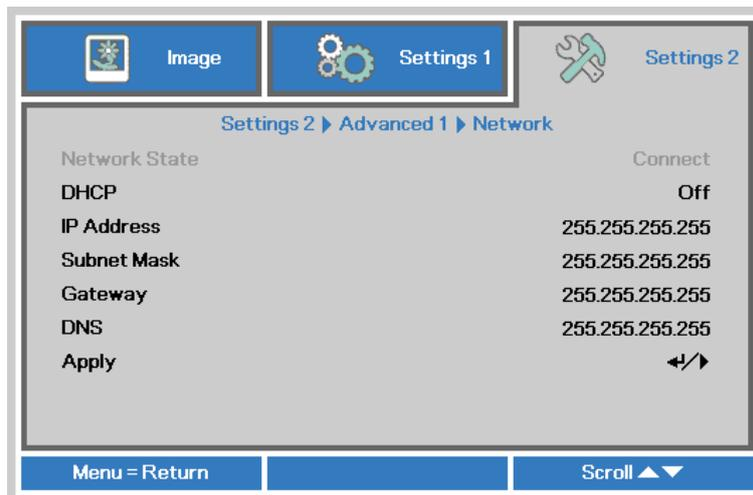 Image Settings 1 Settings 2
Settings 2 ▶ Advanced 1 ▶ Network
Network State Connect
DHCP Off
IP Address 255.255.255.255
Subnet Mask 255.255.255.255
Gateway 255.255.255.255
DNS 255.255.255.255
Apply ↵/▶
Menu = Return Scroll ▲▼